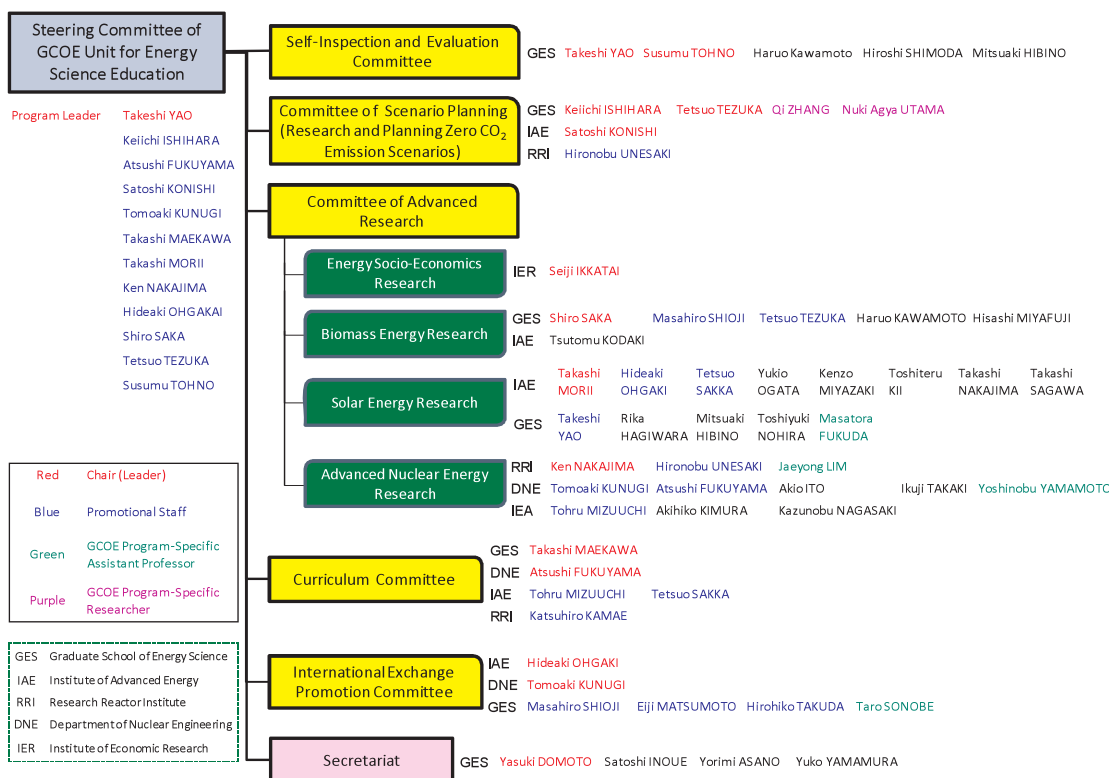 Steering Committee of
GCOE Unit for Energy
Science Education
Program Leader Takeshi YAO
Keiichi ISHIHARA
Atsushi FUKUYAMA
Satoshi KONISHI
Tomoaki KUNUGI
Takashi MAEKAWA
Takashi MORII
Ken NAKAJIMA
Hideaki OHGAKAI
Shiro SAKA
Tetsuo TEZUKA
Susumu TOHNO
Red Chair (Leader)
Blue Promotional Staff
Green GCOE Program-Specific
Assistant Professor
Purple GCOE Program-Specific
Researcher
GES Graduate School of Energy Science
IAE Institute of Advanced Energy
RRI Research Reactor Institute
DNE Department of Nuclear Engineering
IER Institute of Economic Research
Self-Inspection and Evaluation
Committee
GES Takeshi YAO Susumu TOHNO Haruo Kawamoto Hiroshi SHIMODA Mitsuaki HIBINO
Committee of Scenario Planning
(Research and Planning Zero CO2
Emission Scenarios)
GES Keiichi ISHIHARA Tetsuo TEZUKA Qi ZHANG Nuki Agya UTAMA
IAE Satoshi KONISHI
RRI Hironobu UNESAKI
Committee of Advanced
Research
Energy Socio-Economics
Research
IER Seiji IKKATAI
Biomass Energy Research
GES Shiro SAKA Masahiro SHIOJI Tetsuo TEZUKA Haruo KAWAMOTO Hisashi MIYAFUJI
IAE Tsutomu KODAKI
Solar Energy Research
IAE Takashi Hideaki Tetsuo Yukio Kenzo Toshiteru Takashi Takashi
MORII OHGAKI SAKKA OGATA MIYAZAKI KII NAKAJIMA SAGAWA
GES Takeshi Rika Mitsuaki Toshiyuki Masatora
YAO HAGIWARA HIBINO NOHIRA FUKUDA
Advanced Nuclear Energy
Research
RRI Ken NAKAJIMA Hironobu UNESAKI Jaeyong LIM
DNE Tomoaki KUNUGI Atsushi FUKUYAMA Akio ITO Ikuji TAKAKI Yoshinobu YAMAMOTO
IEA Tohru MIZUUCHI Akihiko KIMURA Kazunobu NAGASAKI
Curriculum Committee
GES Takashi MAEKAWA
DNE Atsushi FUKUYAMA
IAE Tohru MIZUUCHI Tetsuo SAKKA
RRI Katsuhiro KAMAE
International Exchange
Promotion Committee
IAE Hideaki OHGAKI
DNE Tomoaki KUNUGI
GES Masahiro SHIOJI Eiji MATSUMOTO Hirohiko TAKUDA Taro SONOBE
Secretariat
GES Yasuki DOMOTO Satoshi INOUE Yorimi ASANO Yuko YAMAMURA